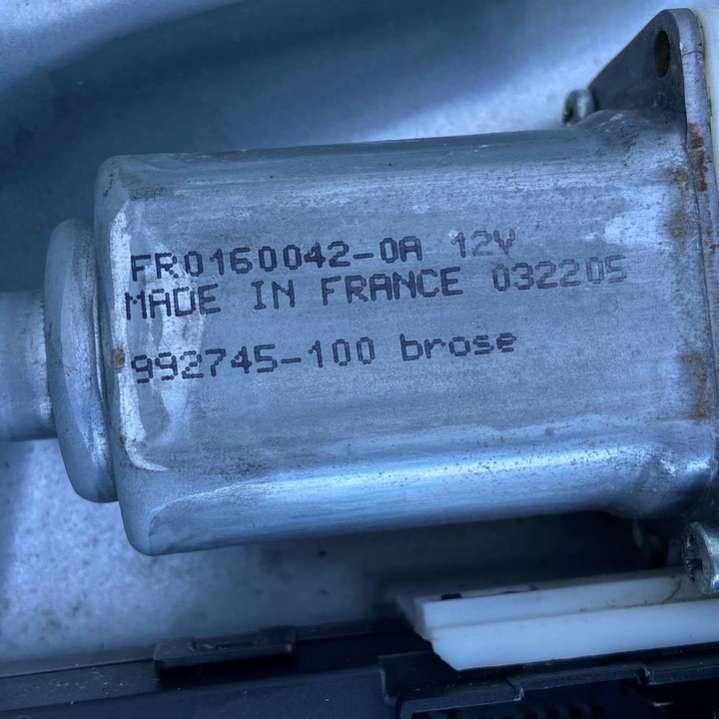 FR0160042-0A 12V
MADE IN FRANCE 032205
992745-100 brose